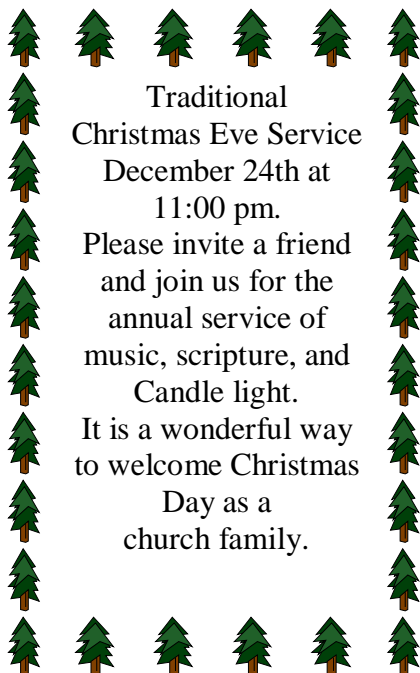 Traditional
Christmas Eve Service
December 24th at
11:00 pm.
Please invite a friend
and join us for the
annual service of
music, scripture, and
Candle light.
It is a wonderful way
to welcome Christmas
Day as a
church family.